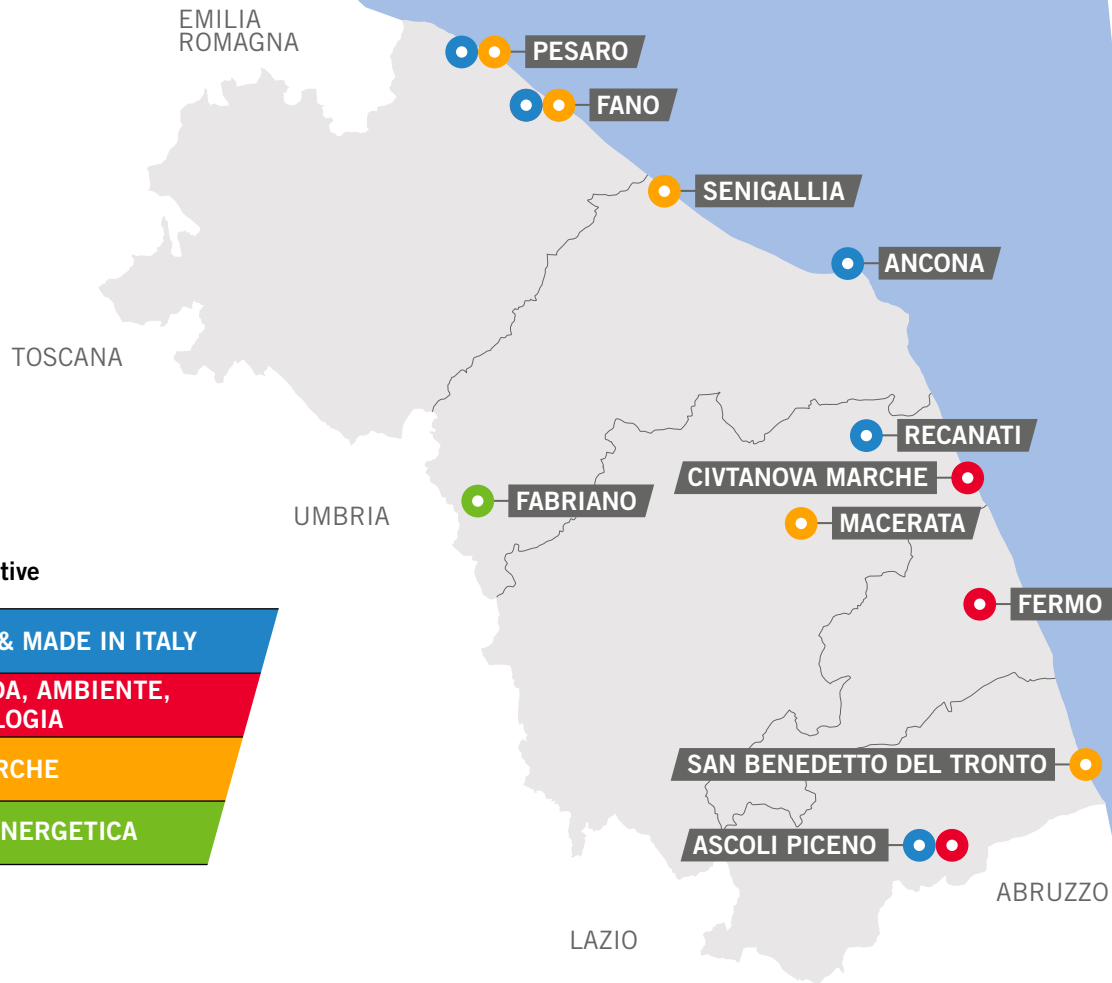 EMILIA
ROMAGNA
PESARO
FANO
SENIGALLIA
ANCONA
TOSCANA
RECANATI
CIVTANOVA MARCHE
UMBRIA
FABRIANO
MACERATA
tive
FERMO
& MADE IN ITALY
DA, AMBIENTE,
LOGIA
RCHE
NERGETICA
SAN BENEDETTO DEL TRONTO
ASCOLI PICENO
ABRUZZO
LAZIO